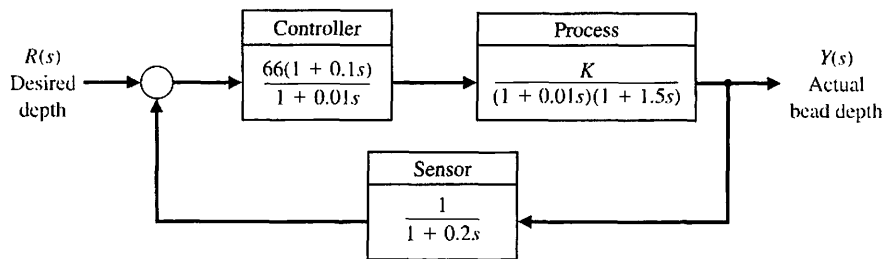 Controller
66(1 + 0.1s)
1 + 0.01s
Process
K
(1 + 0.01s)(1 + 1.5s)
R(s)
Desired
depth
Y(s)
Actual
bead depth
Sensor
1
1 + 0.2s